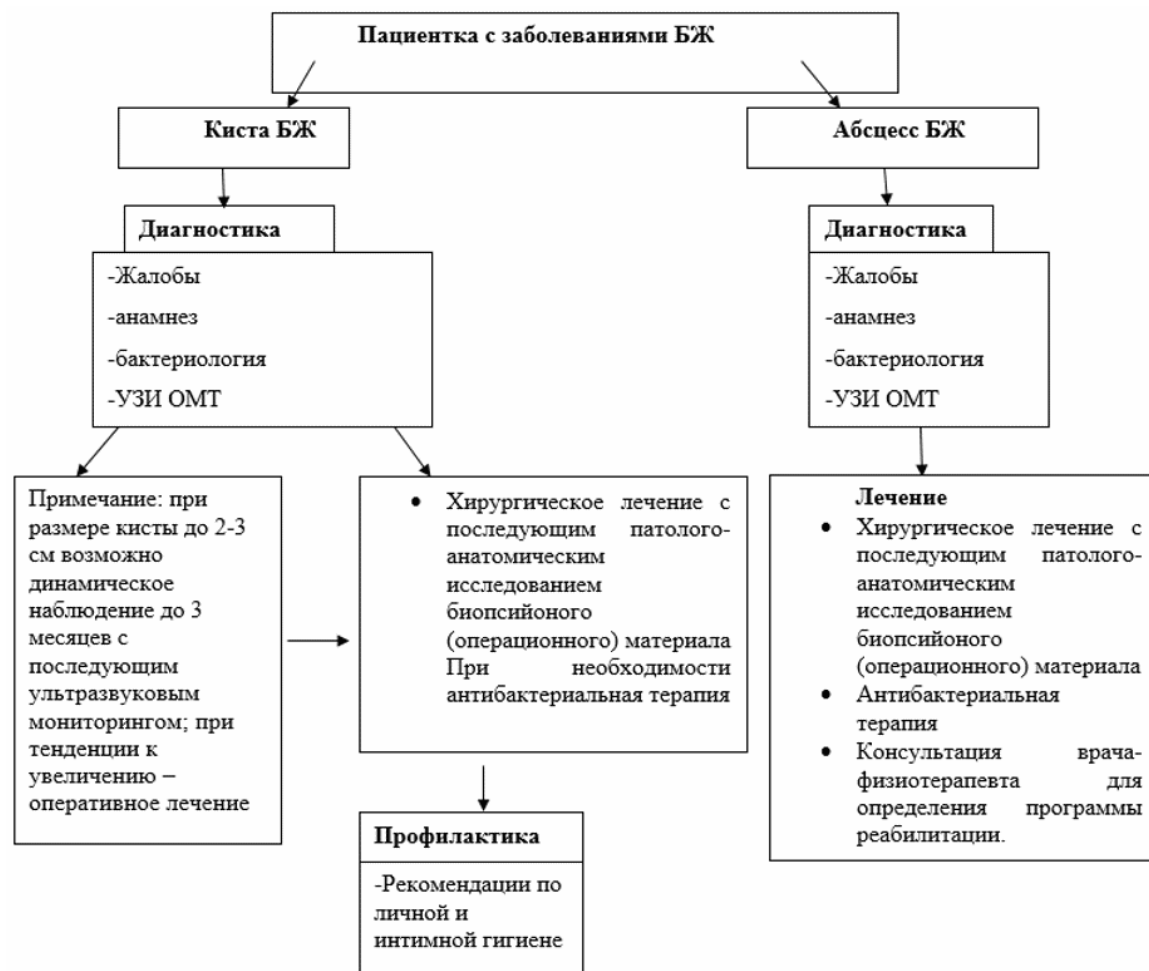 Пациентка с заболеваниями БЖ
Киста БЖ
Абсцесс БЖ
Диагностика
-Жалобы
-анамнез
-бактериология
-УЗИ ОМТ
Диагностика
-Жалобы
-анамнез
-бактериология
-УЗИ ОМТ
Примечание: при
размере кисты до 2-3
см возможно
динамическое
наблюдение до 3
месяцев с
последующим
ультразвуковым
мониторингом; при
тенденции к
увеличению –
оперативное лечение
• Хирургическое лечение с
последующим патолого-
анатомическим
исследованием
биопсийоного
(операционного) материала
При необходимости
антибактериальная терапия
Лечение
• Хирургическое лечение с
последующим патолого-
анатомическим
исследованием
биопсийоного
(операционного) материала
• Антибактериальная
терапия
• Консультация врача-
физиотерапевта для
определения программы
реабилитации.
Профилактика
-Рекомендации по
личной и
интимной гигиене